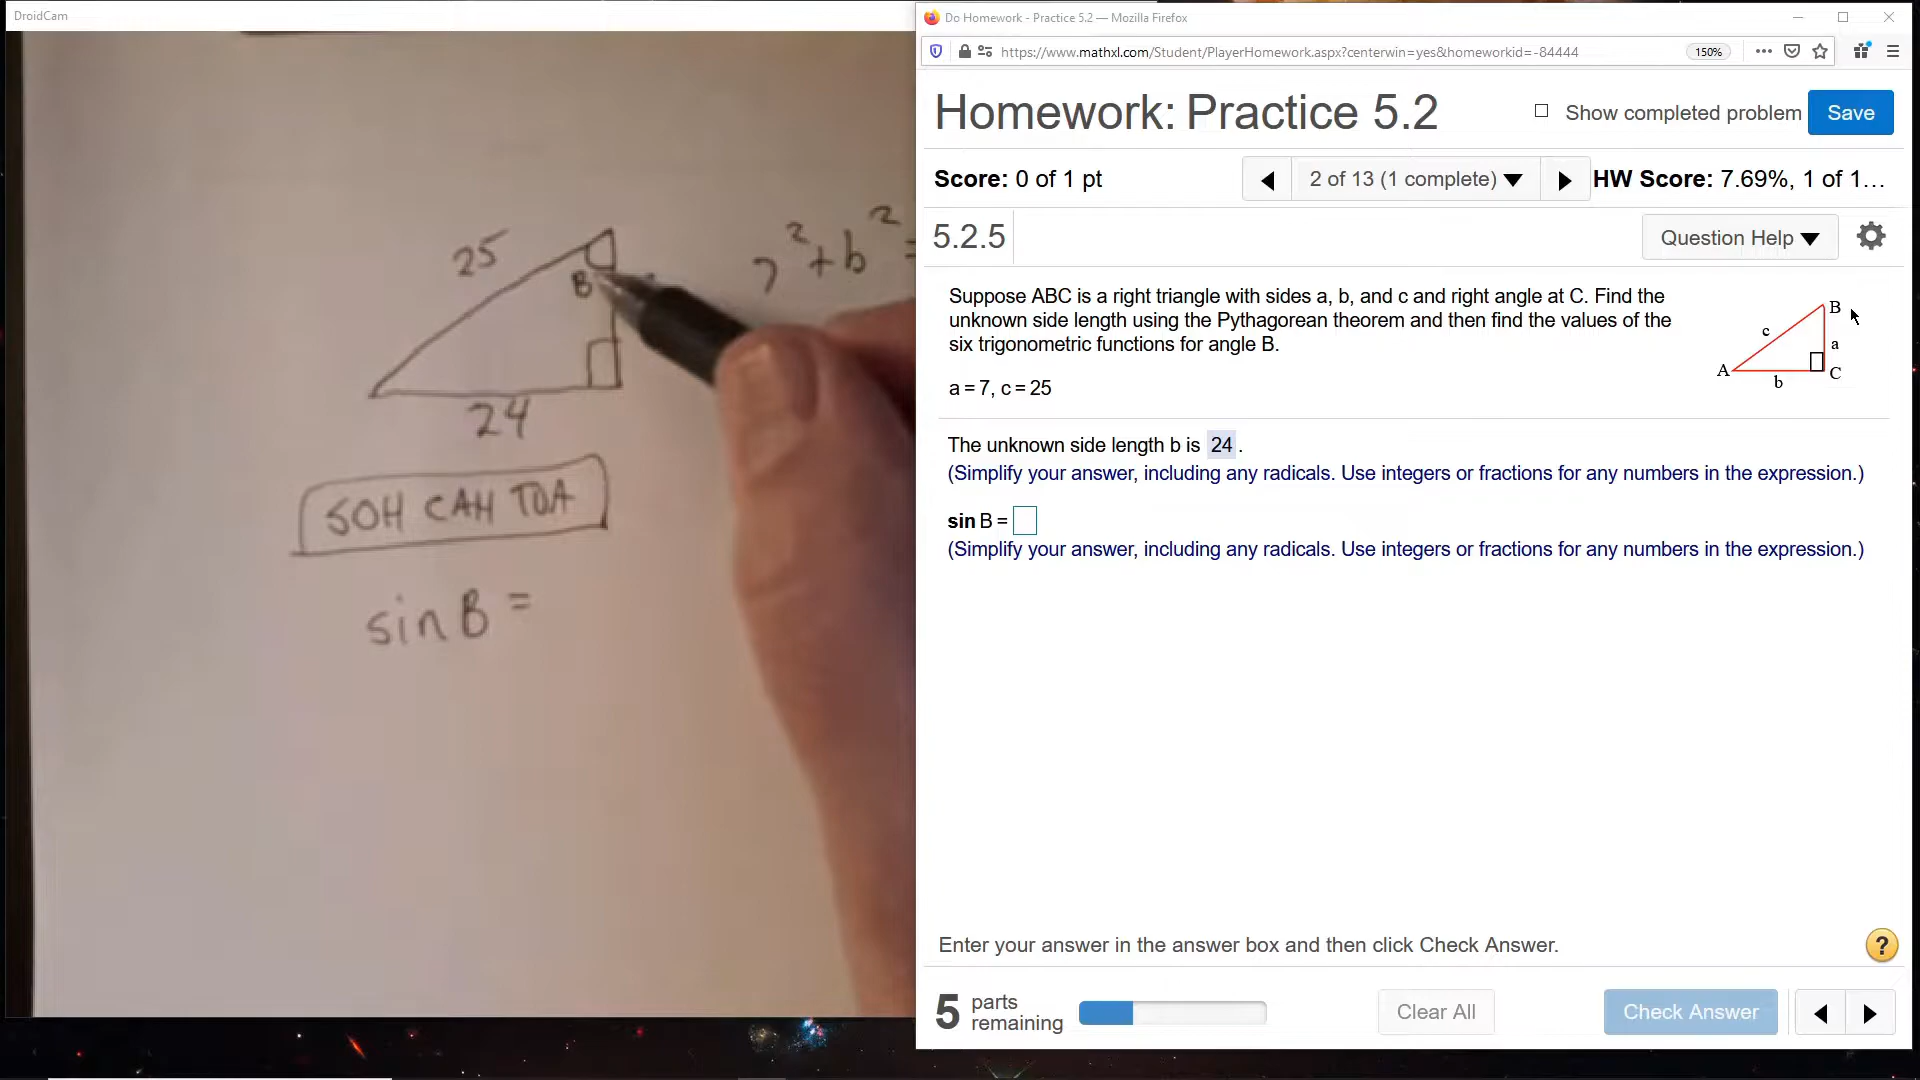 DroidCam
25
7² + b² =
B
24
SOH CAH TOA
sin B =
Do Homework - Practice 5.2 — Mozilla Firefox
https://www.mathxl.com/Student/PlayerHomework.aspx?centerwin=yes&homeworkid=-84444
150%
Homework: Practice 5.2
Show completed problem
Save
Score: 0 of 1 pt
2 of 13 (1 complete)
HW Score: 7.69%, 1 of 1…
5.2.5
Question Help
Suppose ABC is a right triangle with sides a, b, and c and right angle at C. Find the
unknown side length using the Pythagorean theorem and then find the values of the
six trigonometric functions for angle B.
a = 7, c = 25
B
c
a
A
C
b
The unknown side length b is 24.
(Simplify your answer, including any radicals. Use integers or fractions for any numbers in the expression.)
sin B =
(Simplify your answer, including any radicals. Use integers or fractions for any numbers in the expression.)
Enter your answer in the answer box and then click Check Answer.
?
5 parts
remaining
Clear All
Check Answer